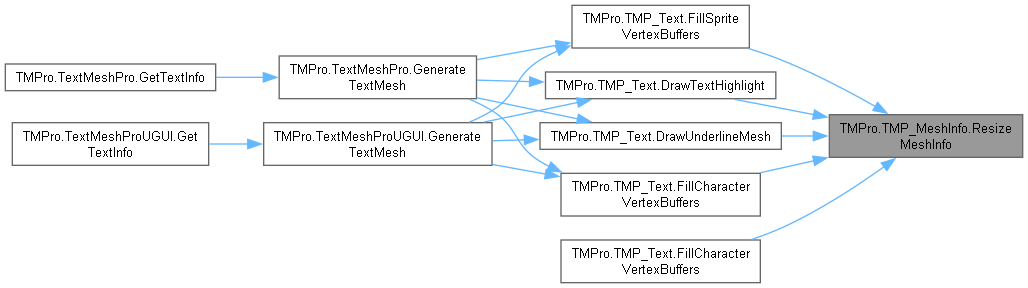 TMPro.TextMeshPro.GetTextInfo
TMPro.TextMeshProUGUI.Get
TextInfo
TMPro.TextMeshPro.Generate
TextMesh
TMPro.TextMeshProUGUI.Generate
TextMesh
TMPro.TMP_Text.FillSprite
VertexBuffers
TMPro.TMP_Text.DrawTextHighlight
TMPro.TMP_Text.DrawUnderlineMesh
TMPro.TMP_Text.FillCharacter
VertexBuffers
TMPro.TMP_Text.FillCharacter
VertexBuffers
TMPro.TMP_MeshInfo.Resize
MeshInfo